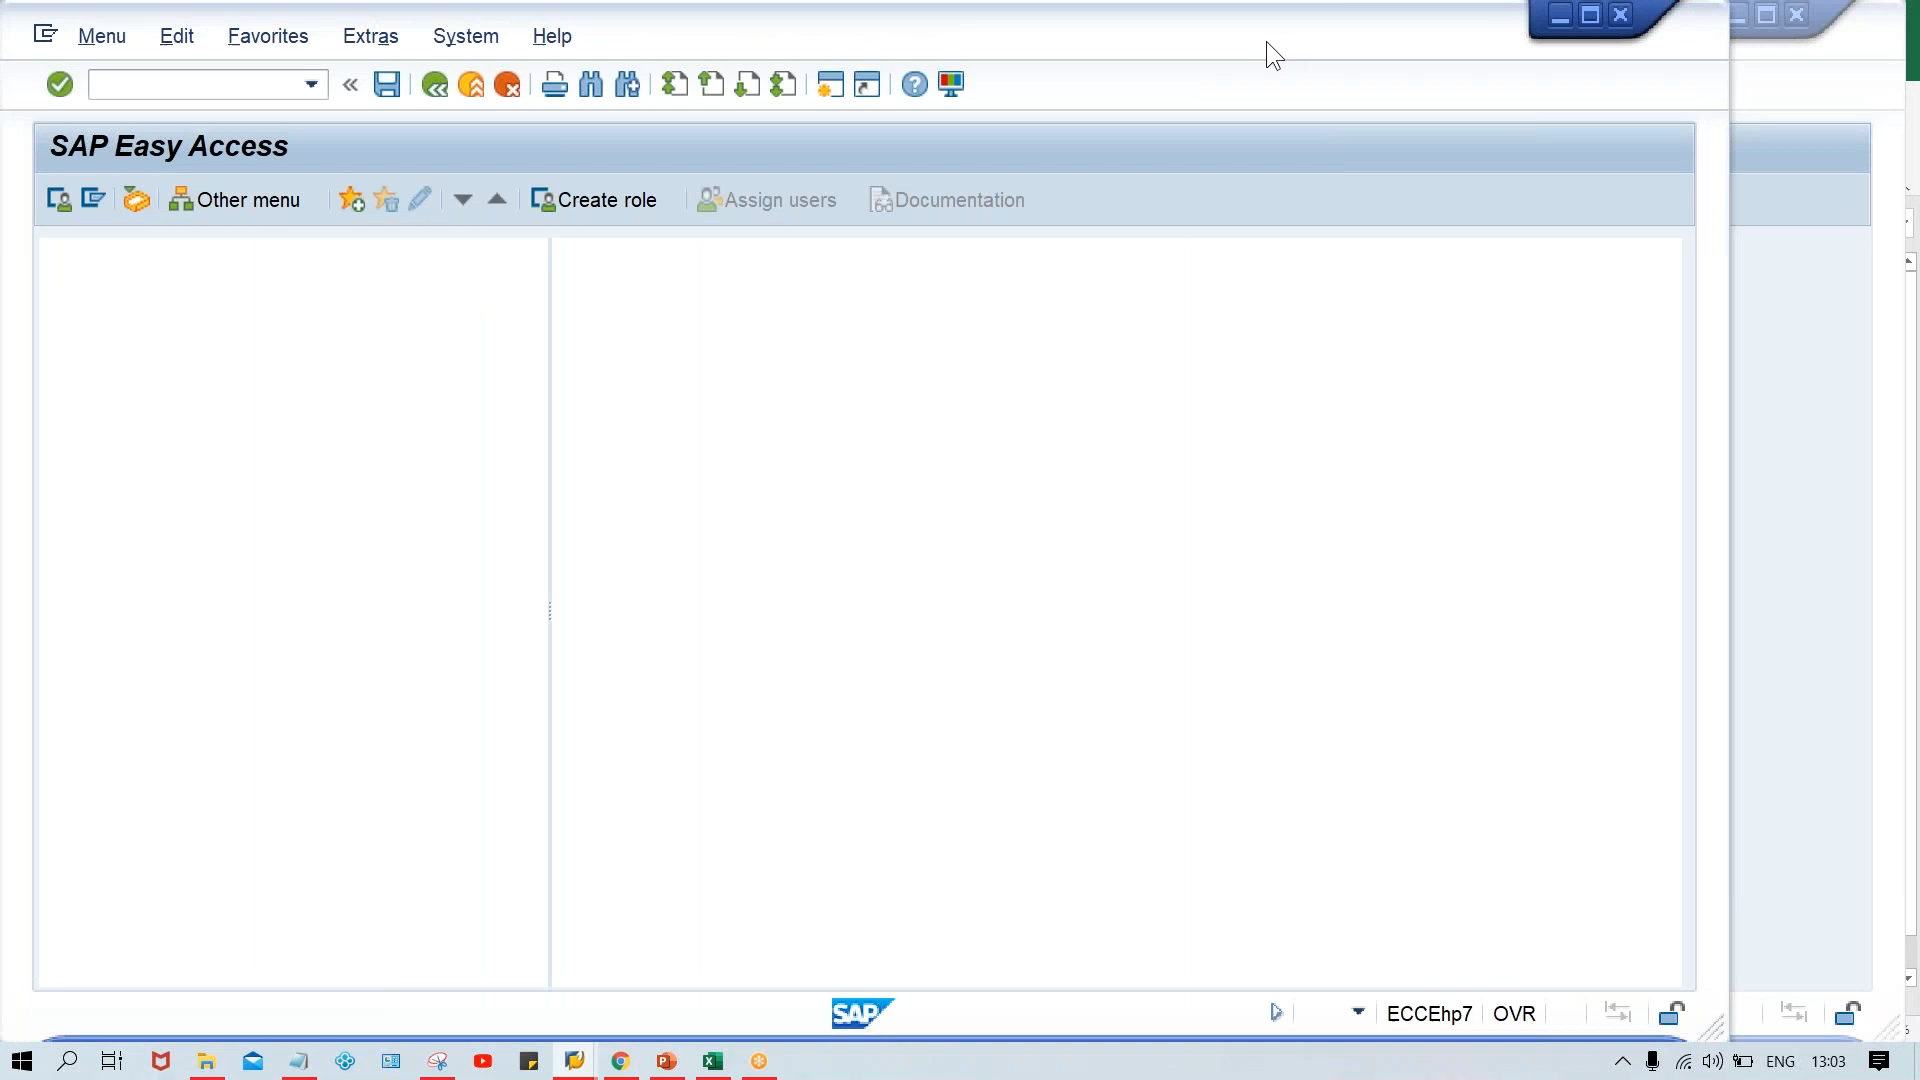 Menu Edit Favorites Extras System Help
SAP Easy Access
Other menu Create role Assign users Documentation
SAP ECCEhp7 OVR
ENG 13:03